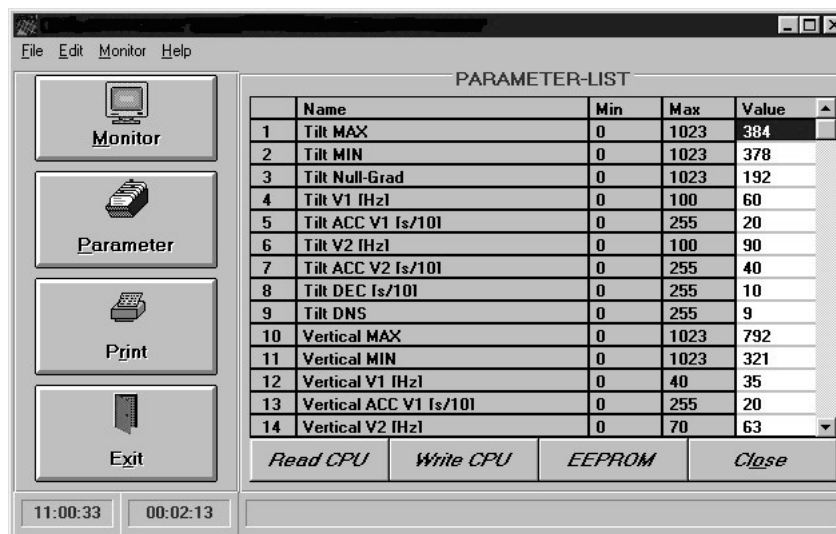 File Edit Monitor Help
Monitor
Parameter
Print
Exit
PARAMETER-LIST
Name Min Max Value
1 Tilt MAX 0 1023 384
2 Tilt MIN 0 1023 378
3 Tilt Null-Grad 0 1023 192
4 Tilt V1 [Hz] 0 100 60
5 Tilt ACC V1 [s/10] 0 255 20
6 Tilt V2 [Hz] 0 100 90
7 Tilt ACC V2 [s/10] 0 255 40
8 Tilt DEC [s/10] 0 255 10
9 Tilt DNS 0 255 9
10 Vertical MAX 0 1023 792
11 Vertical MIN 0 1023 321
12 Vertical V1 [Hz] 0 40 35
13 Vertical ACC V1 [s/10] 0 255 20
14 Vertical V2 [Hz] 0 70 63
Read CPU Write CPU EEPROM Close
11:00:33 00:02:13